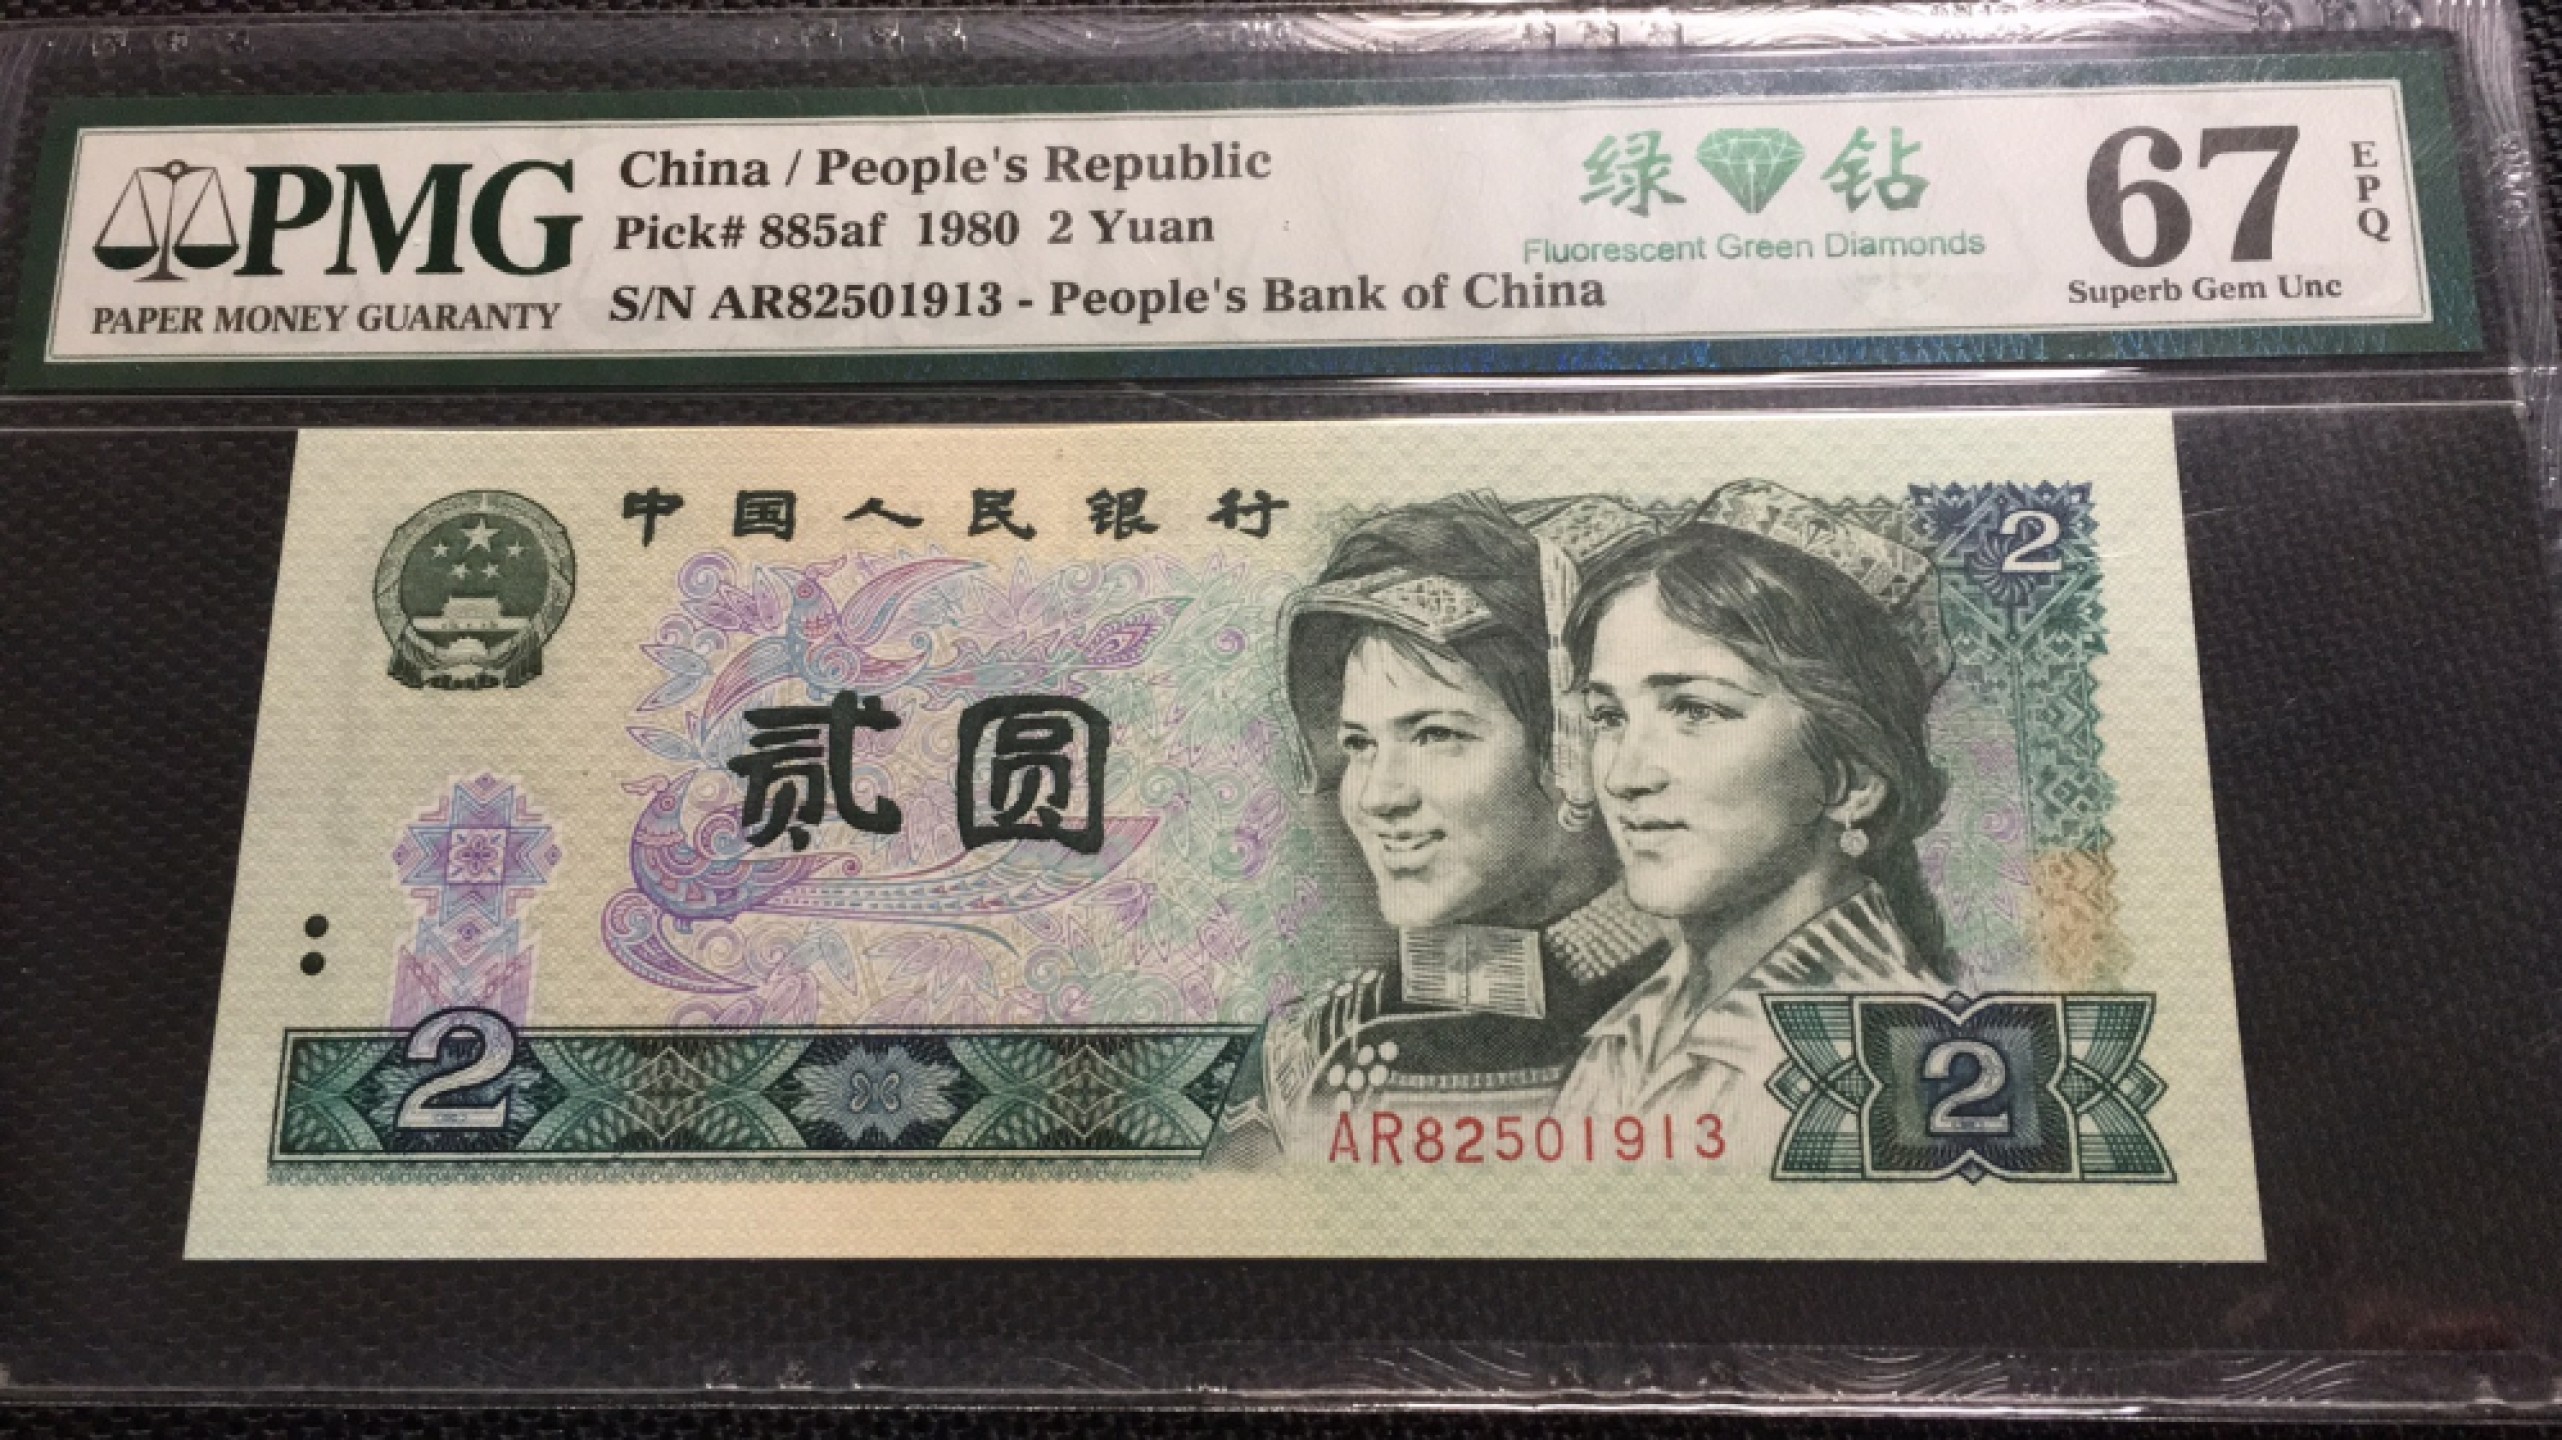 PMG
PAPER MONEY GUARANTY
China / People's Republic
Pick# 885af 1980 2 Yuan
S/N AR82501913 - People's Bank of China
绿 钻
Fluorescent Green Diamonds
67
EPQ
Superb Gem Unc
中国人民银行
2
贰圆
2
AR82501913
2